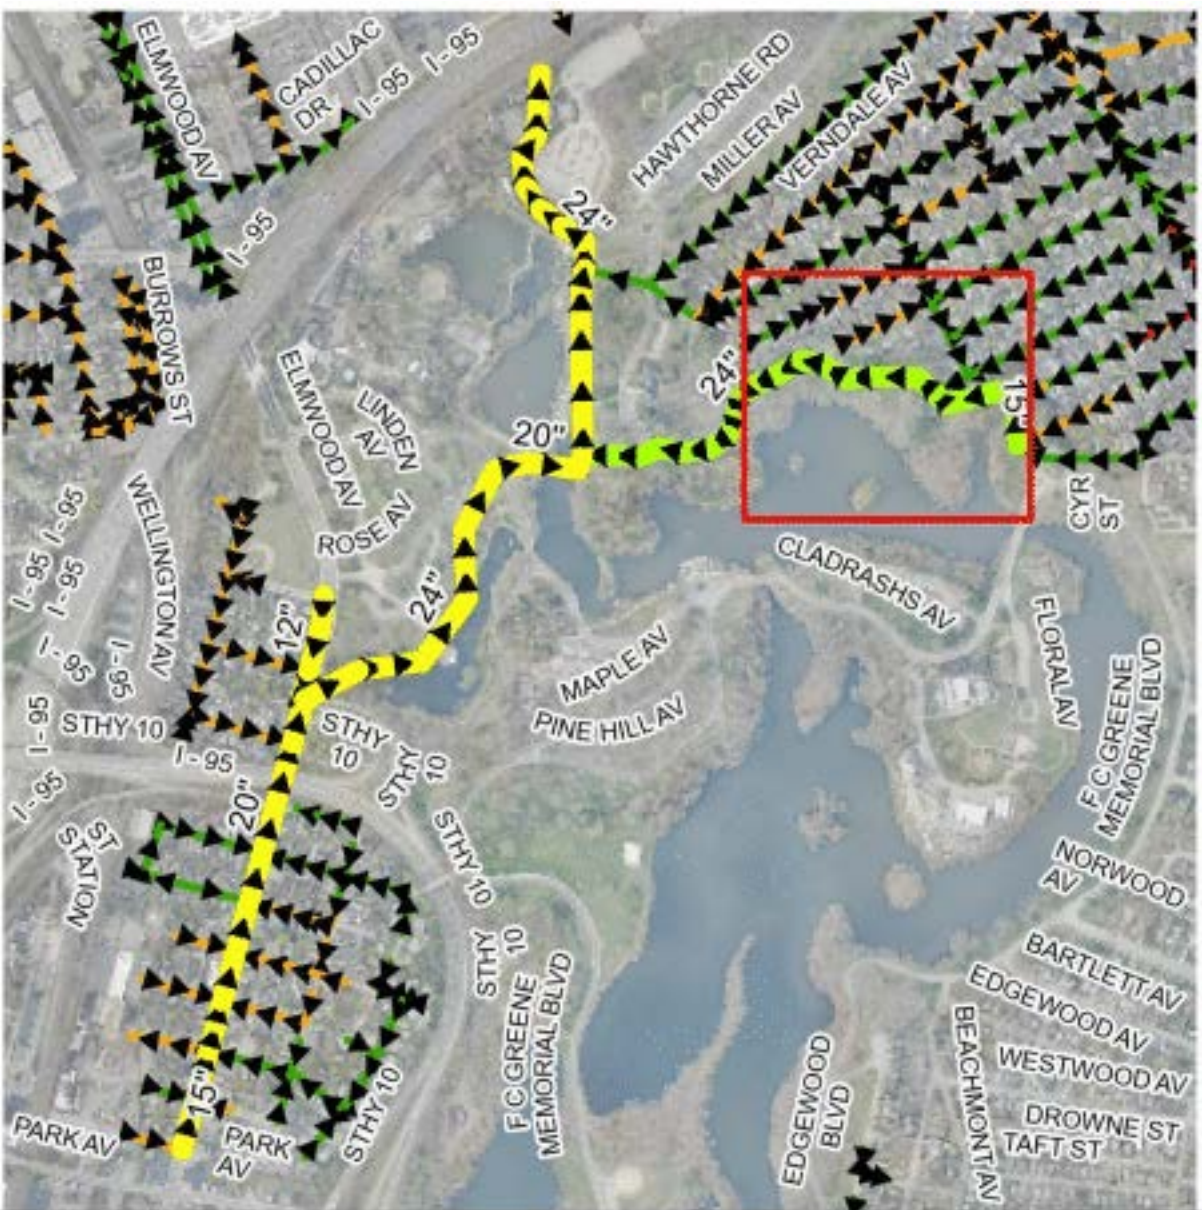 ELMWOOD AV
CADILLAC
DR
I - 95
I - 95
HAWTHORNE RD
MILLER AV
VERNDALE AV
24"
I - 95
BURROWS ST
ELMWOOD AV
LINDEN
AV
ROSE AV
20"
24"
15"
CYR
ST
WELLINGTON AV
I - 95
I - 95
I - 95
I - 95
I - 95
I - 95
STHY 10
I - 95
I - 95
12"
24"
CLADRASHS AV
FLORAL AV
F C GREENE
MEMORIAL BLVD
MAPLE AV
PINE HILL AV
STHY
10
STHY
10
STHY 10
STHY
10
20"
STATION
ST
F C GREENE
MEMORIAL BLVD
NORWOOD
AV
BARTLETT AV
EDGEWOOD AV
WESTWOOD AV
DROWNE ST
TAFT ST
BEACHMONT AV
EDGEWOOD
BLVD
15"
PARK AV
PARK
AV
STHY 10